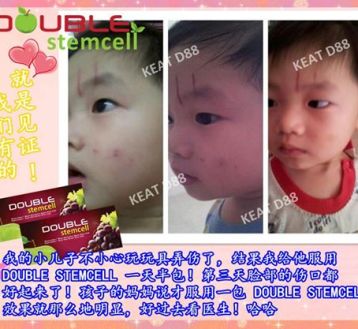 DOUBLE
stemcell
KEAT D88
KEAT D88
KEAT D88
就
是
们见
有证
的！
DOUBLE
stemcell
DOUBLE
stemcell
我的小儿子不小心玩玩具弄伤了，结果我给他服用
DOUBLE STEMCELL 一天半包！第三天脸部的伤口都
好起来了！孩子的妈妈说才服用一包 DOUBLE STEMCEL
效果就那么地明显，好过去看医生！哈哈